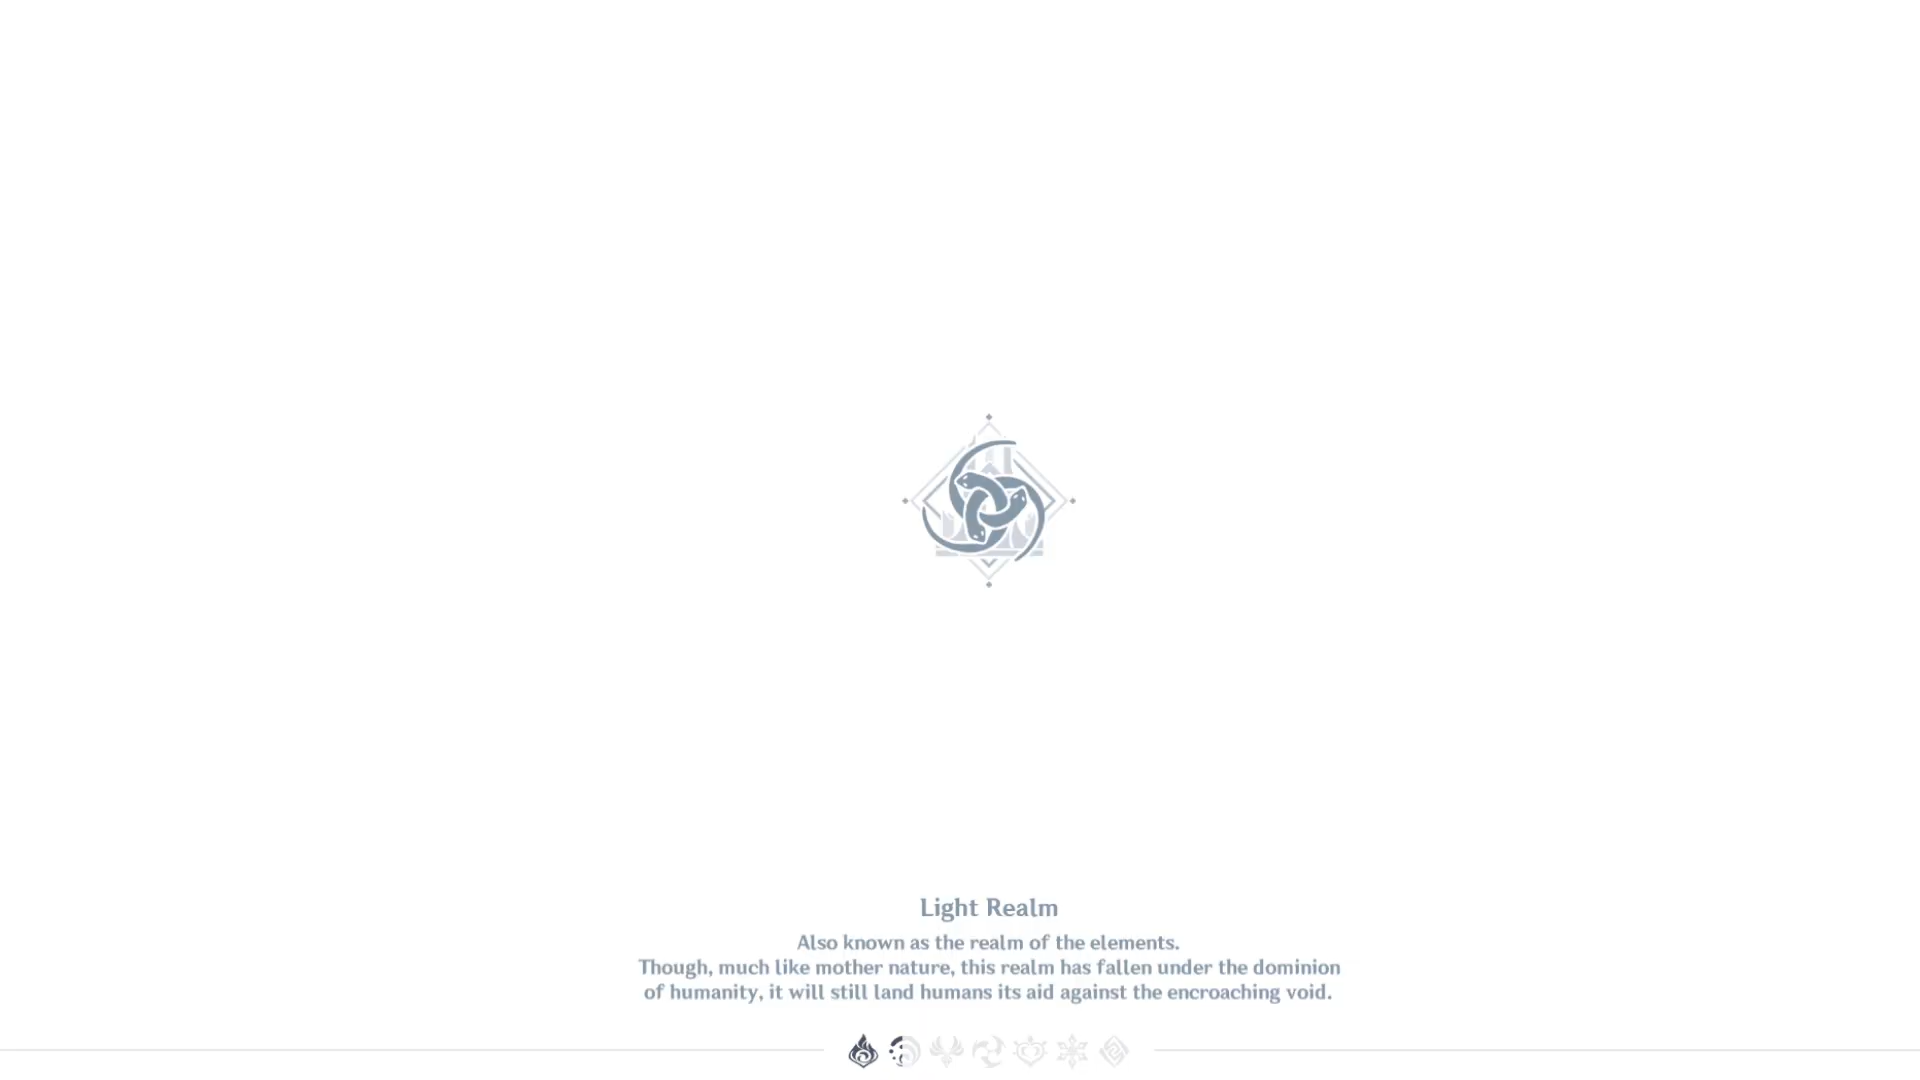 Light Realm
Also known as the realm of the elements.
Though, much like mother nature, this realm has fallen under the dominion
of humanity, it will still land humans its aid against the encroaching void.